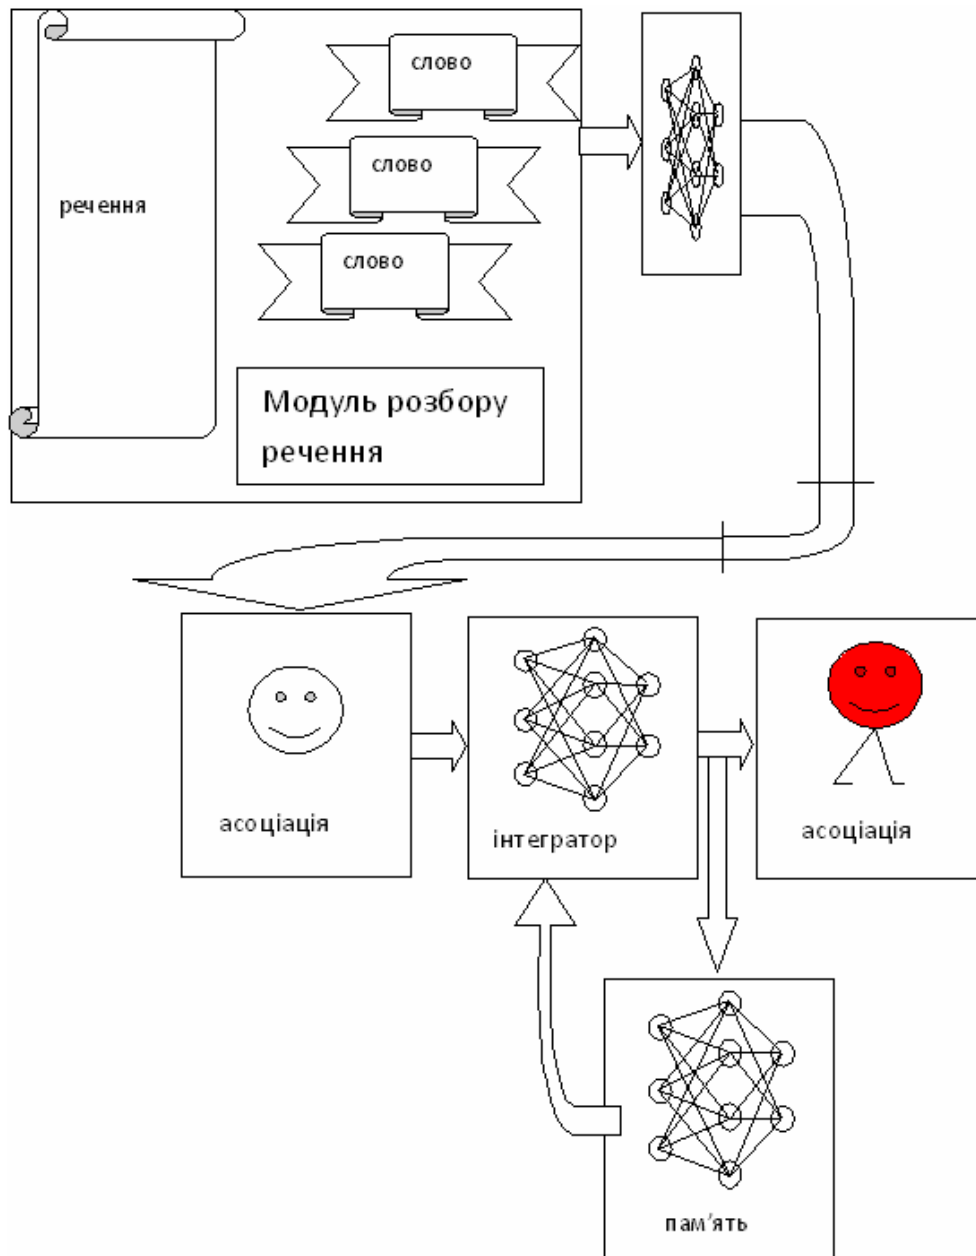 слово
слово
речення
слово
Модуль розбору
речення
асоціація
інтегратор
асоціація
пам'ять